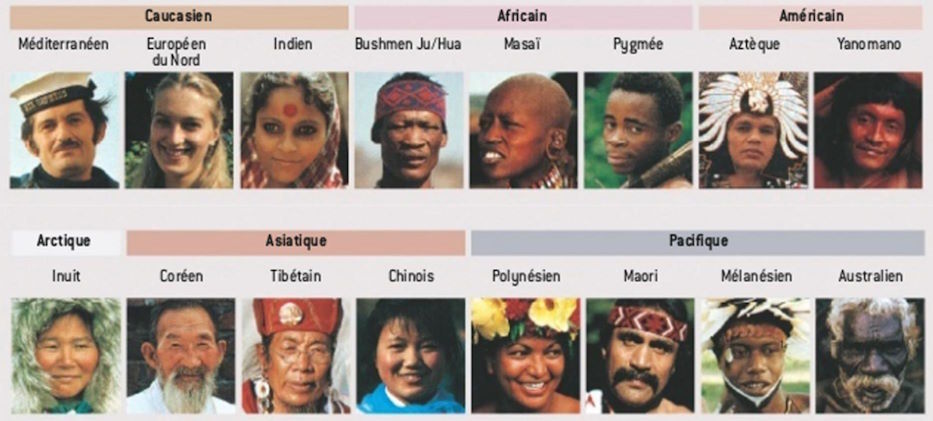 Caucasien Africain Américain
Méditerranéen Européen du Nord Indien Bushmen Ju/Hua Masaï Pygmée Aztèque Yanomano
Arctique Asiatique Pacifique
Inuit Coréen Tibétain Chinois Polynésien Maori Mélanésien Australien